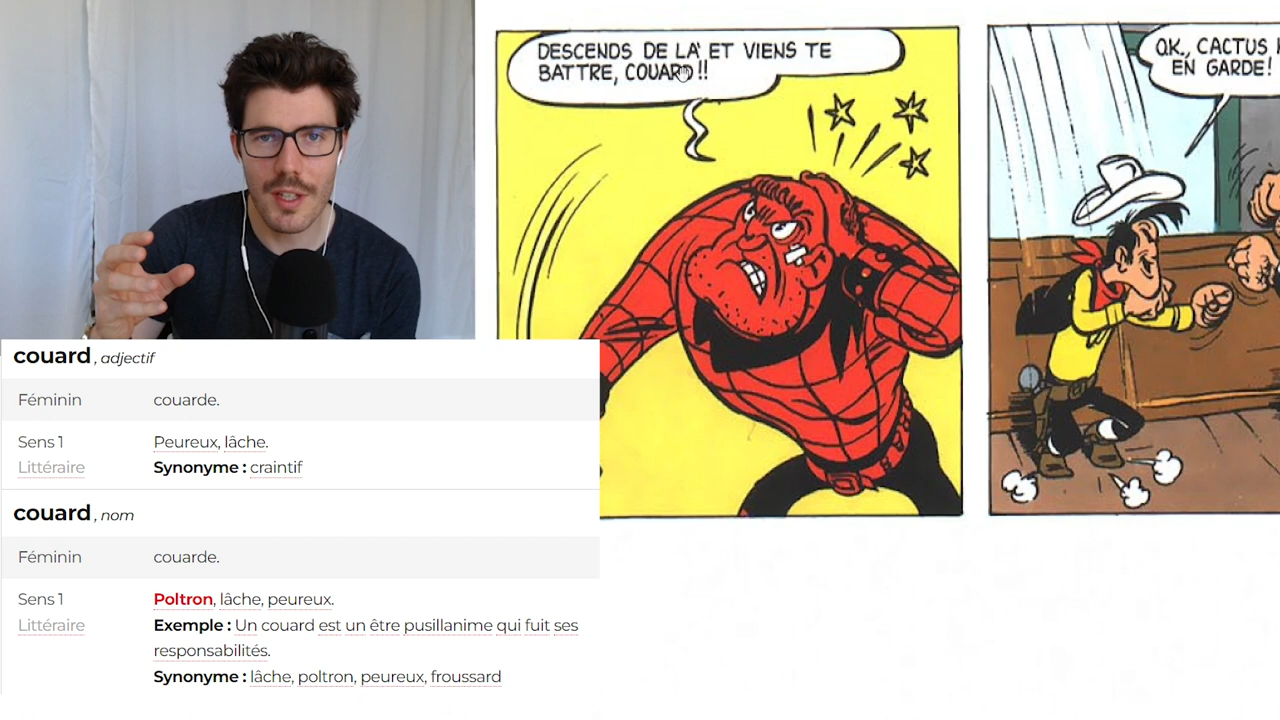 DESCENDS DE LÀ ET VIENS TE
BATTRE, COUARD !!
O.K., CACTUS
EN GARDE!
couard, adjectif
Féminin couarde.
Sens 1 Peureux, lâche.
Littéraire Synonyme : craintif
couard, nom
Féminin couarde.
Sens 1 Poltron, lâche, peureux.
Littéraire Exemple : Un couard est un être pusillanime qui fuit ses
responsabilités.
Synonyme : lâche, poltron, peureux, froussard